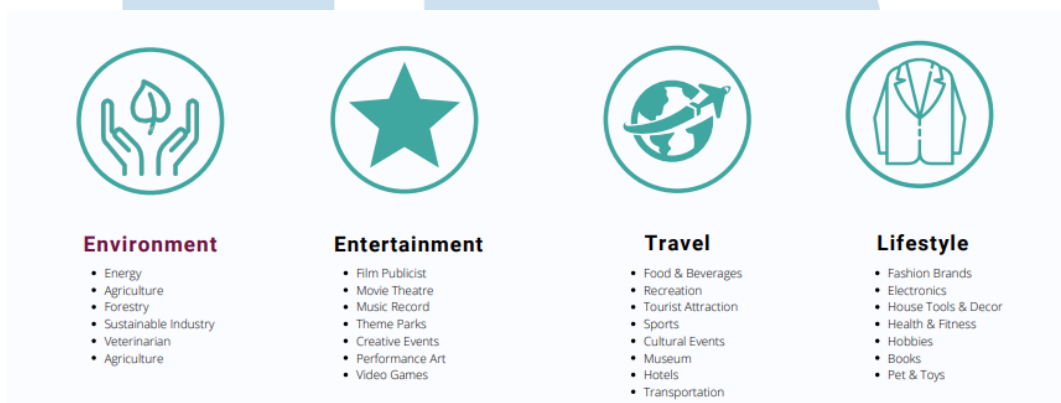 Environment
Energy
Agriculture
Forestry
Sustainable Industry
Veterinarian
Agriculture
Entertainment
Film Publicist
Movie Theatre
Music Record
Theme Parks
Creative Events
Performance Art
Video Games
Travel
Food & Beverages
Recreation
Tourist Attraction
Sports
Cultural Events
Museum
Hotels
Transportation
Lifestyle
Fashion Brands
Electronics
House Tools & Decor
Health & Fitness
Hobbies
Books
Pet & Toys